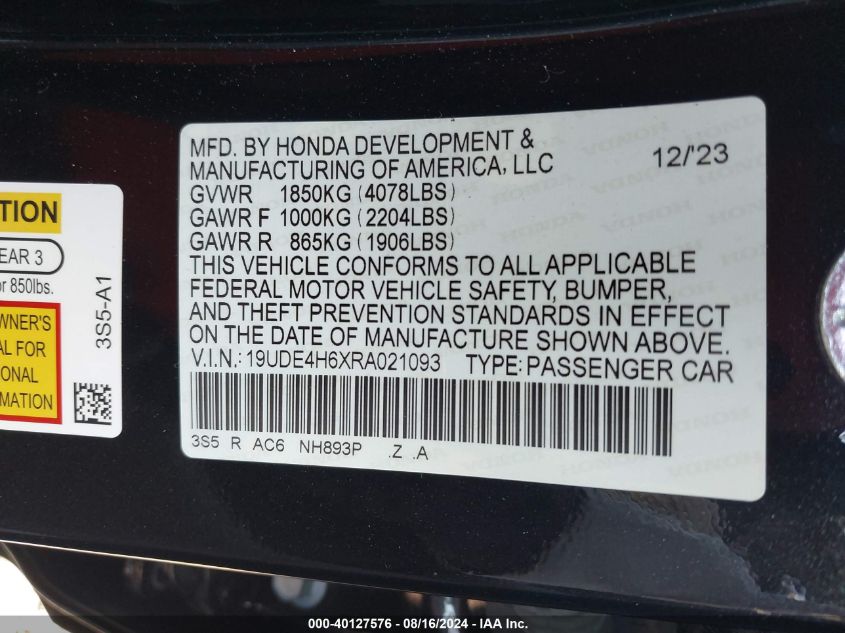 MFD. BY HONDA DEVELOPMENT &
MANUFACTURING OF AMERICA, LLC 12/'23
GVWR 1850KG (4078LBS)
GAWR F 1000KG (2204LBS)
GAWR R 865KG (1906LBS)
THIS VEHICLE CONFORMS TO ALL APPLICABLE
FEDERAL MOTOR VEHICLE SAFETY, BUMPER,
AND THEFT PREVENTION STANDARDS IN EFFECT
ON THE DATE OF MANUFACTURE SHOWN ABOVE.
V.I.N.: 19UDE4H6XRA021093 TYPE: PASSENGER CAR
3S5 R AC6 NH893P .Z .A
TION
EAR 3
or 850lbs.
WNER'S
AL FOR
ONAL
MATION
3S5-A1
000-40127576 - 08/16/2024 - IAAI.com